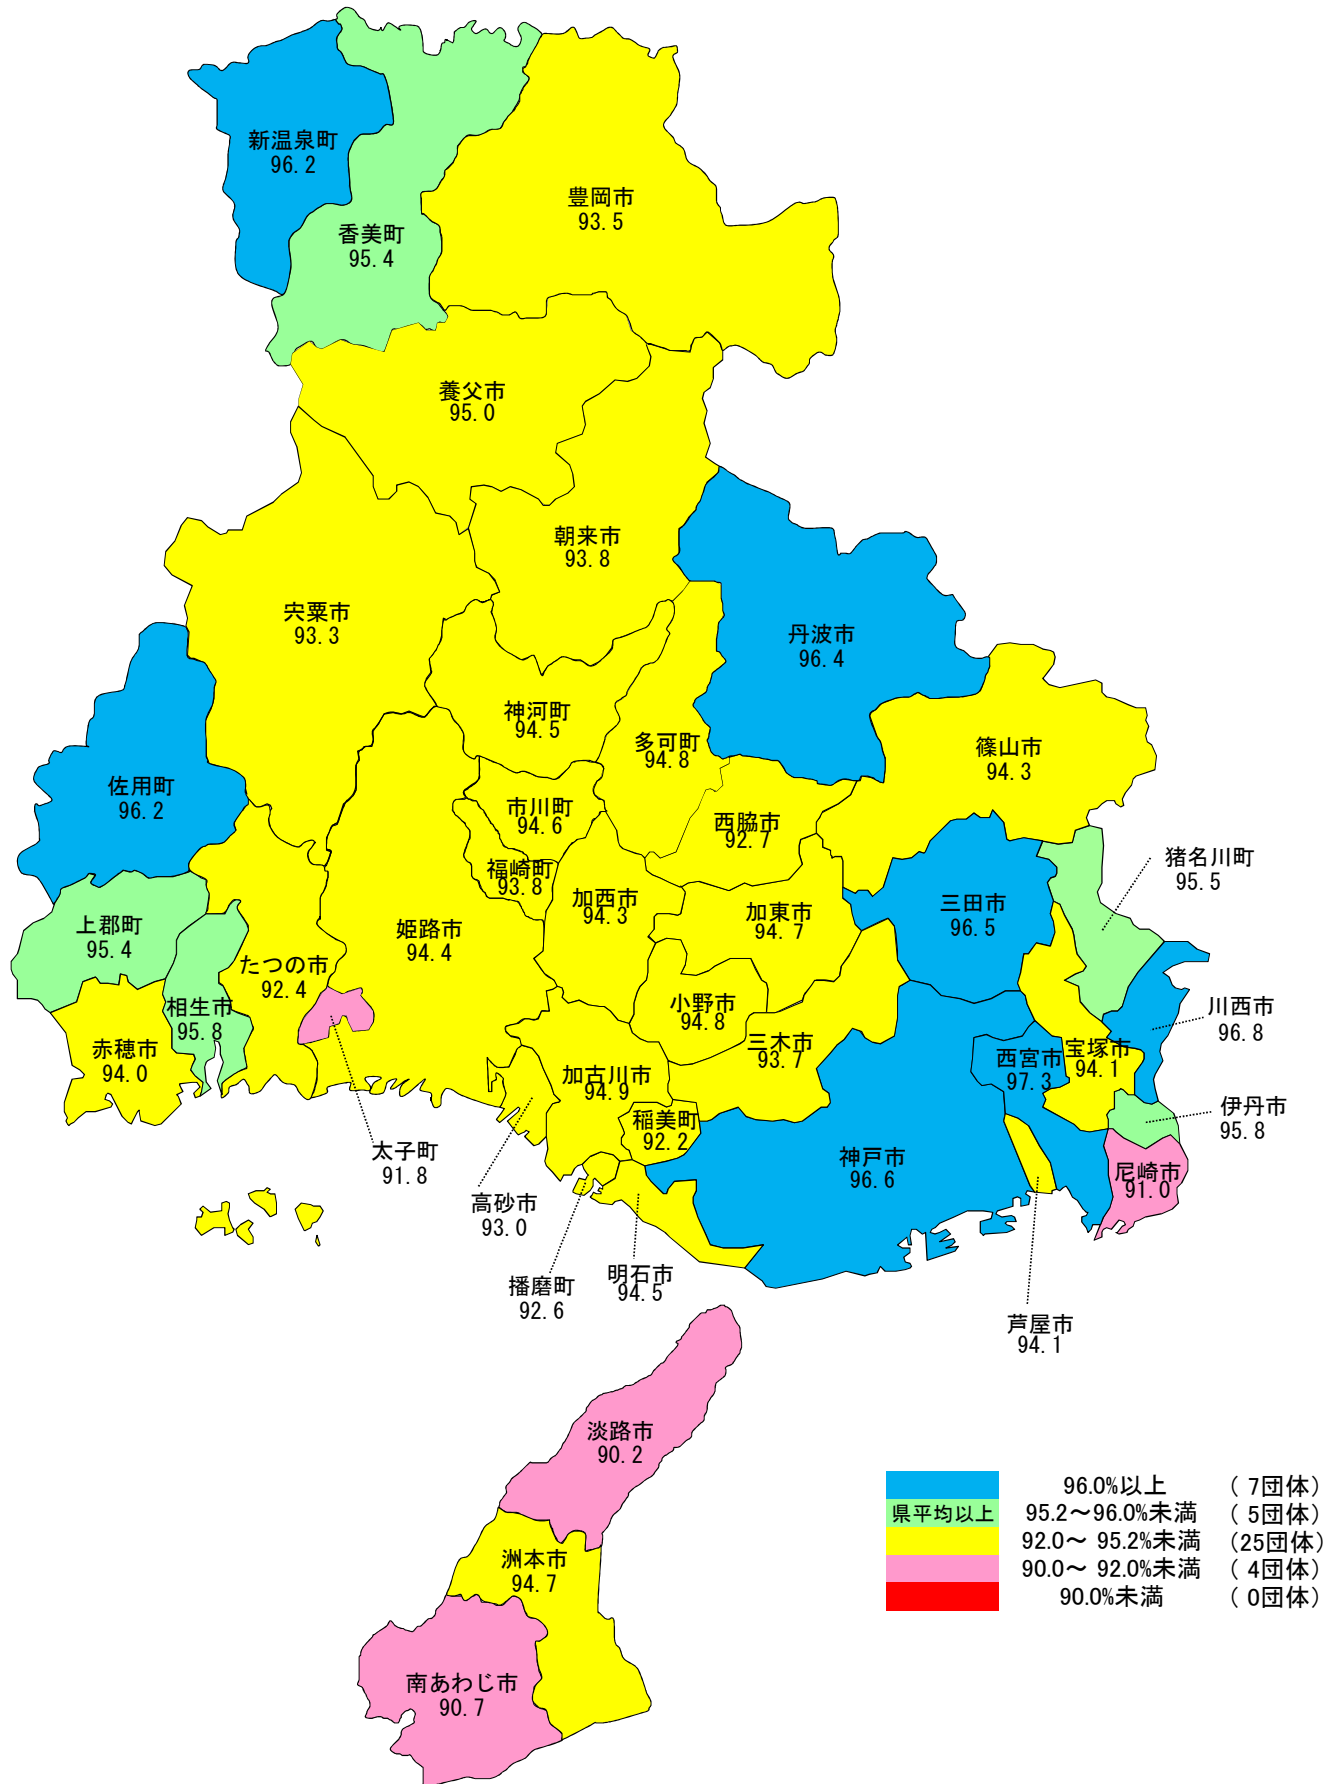 新温泉町
96.2
香美町
95.4
豊岡市
93.5
養父市
95.0
朝来市
93.8
宍粟市
93.3
丹波市
96.4
神河町
94.5
多可町
94.8
篠山市
94.3
佐用町
96.2
市川町
94.6
西脇市
92.7
福崎町
93.8
猪名川町
95.5
加西市
94.3
加東市
94.7
三田市
96.5
上郡町
95.4
姫路市
94.4
たつの市
92.4
相生市
95.8
小野市
94.8
川西市
96.8
赤穂市
94.0
三木市
93.7
西宮市
97.3
宝塚市
94.1
加古川市
94.9
稲美町
92.2
伊丹市
95.8
太子町
91.8
神戸市
96.6
尼崎市
91.0
高砂市
93.0
播磨町
92.6
明石市
94.5
芦屋市
94.1
淡路市
90.2
洲本市
94.7
南あわじ市
90.7
96.0%以上 （ 7団体）
県平均以上 95.2～96.0%未満 （ 5団体）
92.0～ 95.2%未満 （25団体）
90.0～ 92.0%未満 （ 4団体）
90.0%未満 （ 0団体）